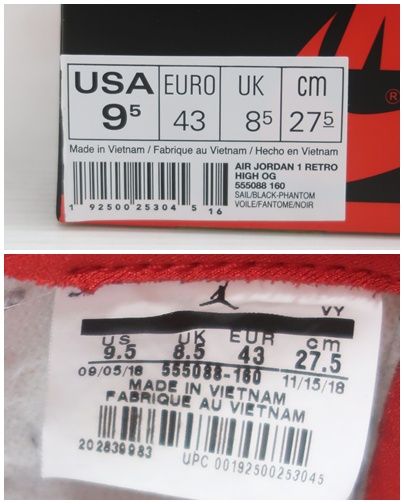 USA EURO UK cm
9⁵ 43 8⁵ 27⁵
Made in Vietnam / Fabrique au Vietnam / Hecho en Vietnam
AIR JORDAN 1 RETRO
HIGH OG
555088 160
SAIL/BLACK-PHANTOM
VOILE/FANTOME/NOIR
1 92500 25304 5 16
®
VY
US UK EUR cm
9.5 8.5 43 27.5
09/05/18 555088-160 11/15/18
MADE IN VIETNAM
FABRIQUE AU VIETNAM
202839983
UPC 00192500253045